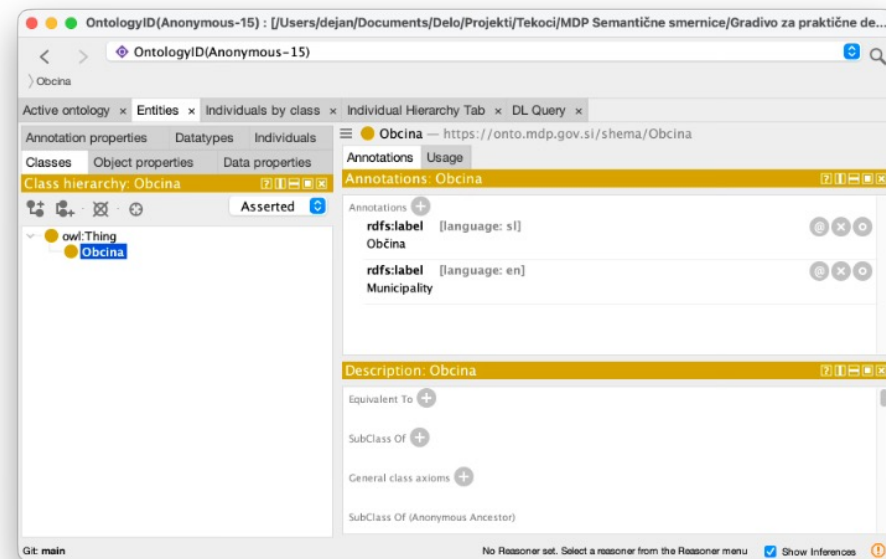 OntologyID(Anonymous-15) : [/Users/dejan/Documents/Delo/Projekti/Tekoci/MDP Semantične smernice/Gradivo za praktične de...
OntologyID(Anonymous-15)
Obcina
Active ontology × Entities × Individuals by class × Individual Hierarchy Tab × DL Query ×
Annotation properties Datatypes Individuals
Classes Object properties Data properties
Class hierarchy: Obcina
Asserted
owl:Thing
Obcina
Obcina — https://onto.mdp.gov.si/shema/Obcina
Annotations Usage
Annotations: Obcina
Annotations
rdfs:label [language: sl]
Občina
rdfs:label [language: en]
Municipality
Description: Obcina
Equivalent To
SubClass Of
General class axioms
SubClass Of (Anonymous Ancestor)
Git: main
No Reasoner set. Select a reasoner from the Reasoner menu Show Inferences